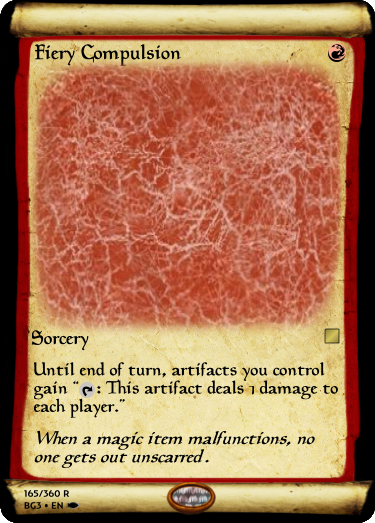 Fiery Compulsion
Sorcery
Until end of turn, artifacts you control
gain “: This artifact deals 1 damage to
each player.”
When a magic item malfunctions, no
one gets out unscarred.
165/360 R
BG3 • EN